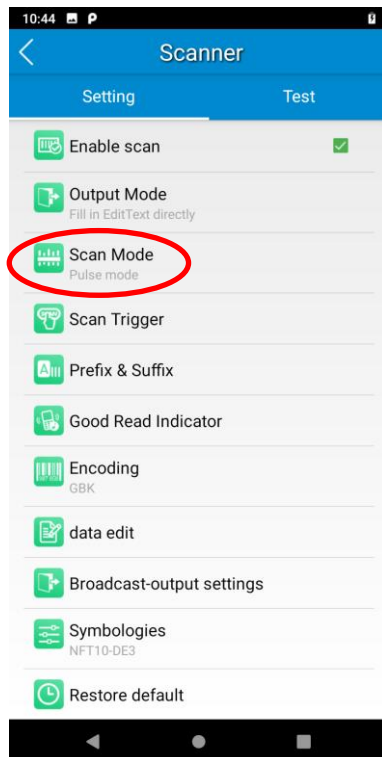 10:44
Scanner
Setting
Test
Enable scan
Output Mode
Fill in EditText directly
Scan Mode
Pulse mode
Scan Trigger
Prefix & Suffix
Good Read Indicator
Encoding
GBK
data edit
Broadcast-output settings
Symbologies
NFT10-DE3
Restore default